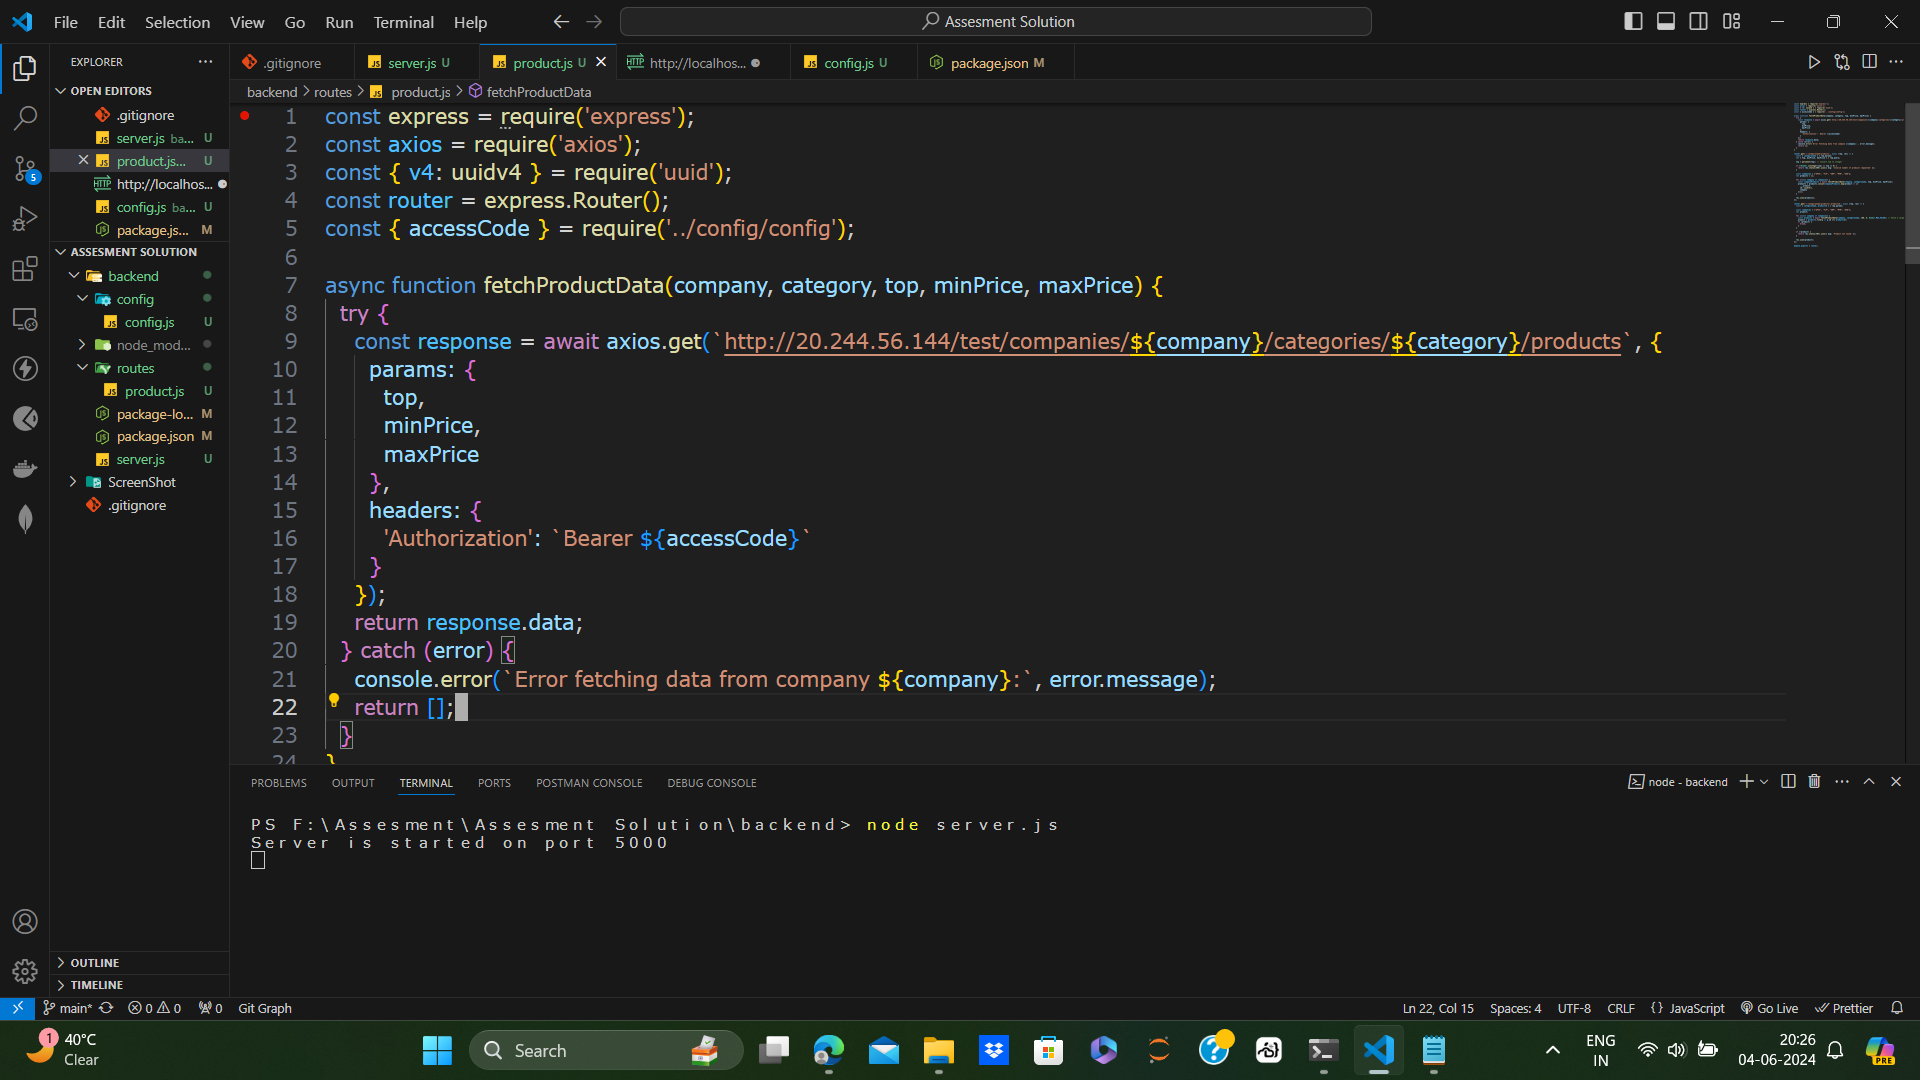 File Edit Selection View Go Run Terminal Help
Assesment Solution
EXPLORER
OPEN EDITORS
.gitignore
server.js ba... U
product.js... U
http://localhos...
config.js ba... U
package.js... M
ASSESMENT SOLUTION
backend
config
config.js U
node_mod...
routes
product.js U
package-lo... M
package.json M
server.js U
ScreenShot
.gitignore
OUTLINE
TIMELINE
5
.gitignore server.js U product.js U http://localhos... config.js U package.json M
backend routes product.js fetchProductData
1 const express = require('express');
2 const axios = require('axios');
3 const { v4: uuidv4 } = require('uuid');
4 const router = express.Router();
5 const { accessCode } = require('../config/config');
6
7 async function fetchProductData(company, category, top, minPrice, maxPrice) {
8 try {
9 const response = await axios.get(`http://20.244.56.144/test/companies/${company}/categories/${category}/products`, {
10 params: {
11 top,
12 minPrice,
13 maxPrice
14 },
15 headers: {
16 'Authorization': `Bearer ${accessCode}`
17 }
18 });
19 return response.data;
20 } catch (error) {
21 console.error(`Error fetching data from company ${company}:`, error.message);
22 return [];
23 }
24 }
PROBLEMS OUTPUT TERMINAL PORTS POSTMAN CONSOLE DEBUG CONSOLE
node - backend
PS F:\Assesment\Assesment Solution\backend> node server.js
Server is started on port 5000
main* 0 0 0 Git Graph
Ln 22, Col 15 Spaces: 4 UTF-8 CRLF {} JavaScript Go Live Prettier
1
40°C
Clear
Search
ENG
IN
20:26
04-06-2024
PRE